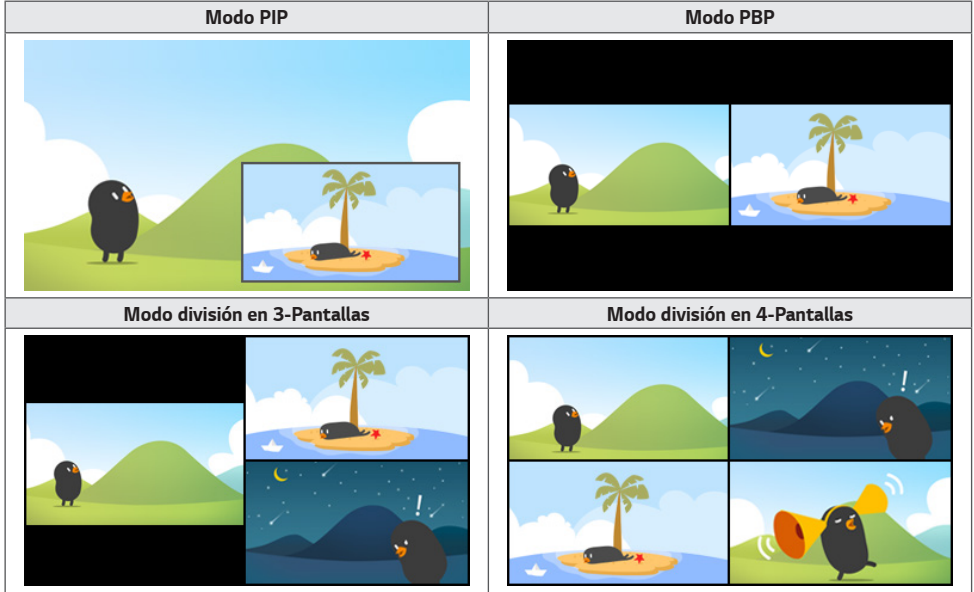 Modo PIP
Modo PBP
Modo división en 3-Pantallas
Modo división en 4-Pantallas